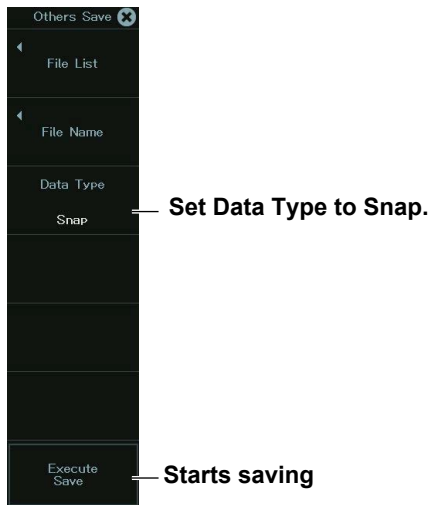 Others Save
File List
File Name
Data Type
Snap
Set Data Type to Snap.
Execute
Save
Starts saving